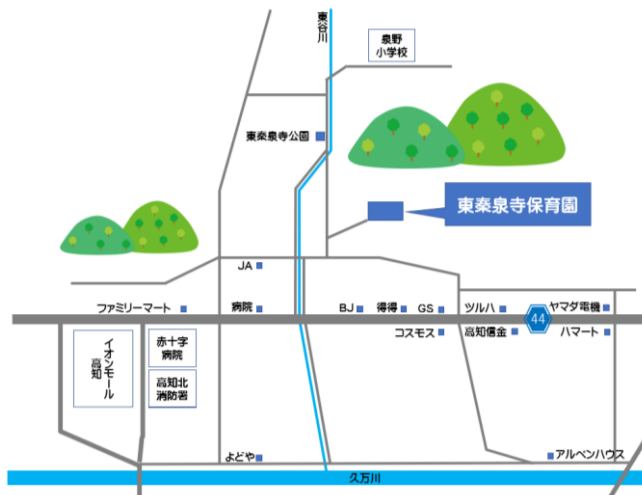 東谷川
泉野
小学校
東秦泉寺公園
東秦泉寺保育園
JA
ファミリーマート
病院
BJ
得得
GS
ツルハ
44
ヤマダ電機
コスモス
高知信金
ハマート
イオンモール
高知
赤十字
病院
高知北
消防署
よどや
アルペンハウス
久万川